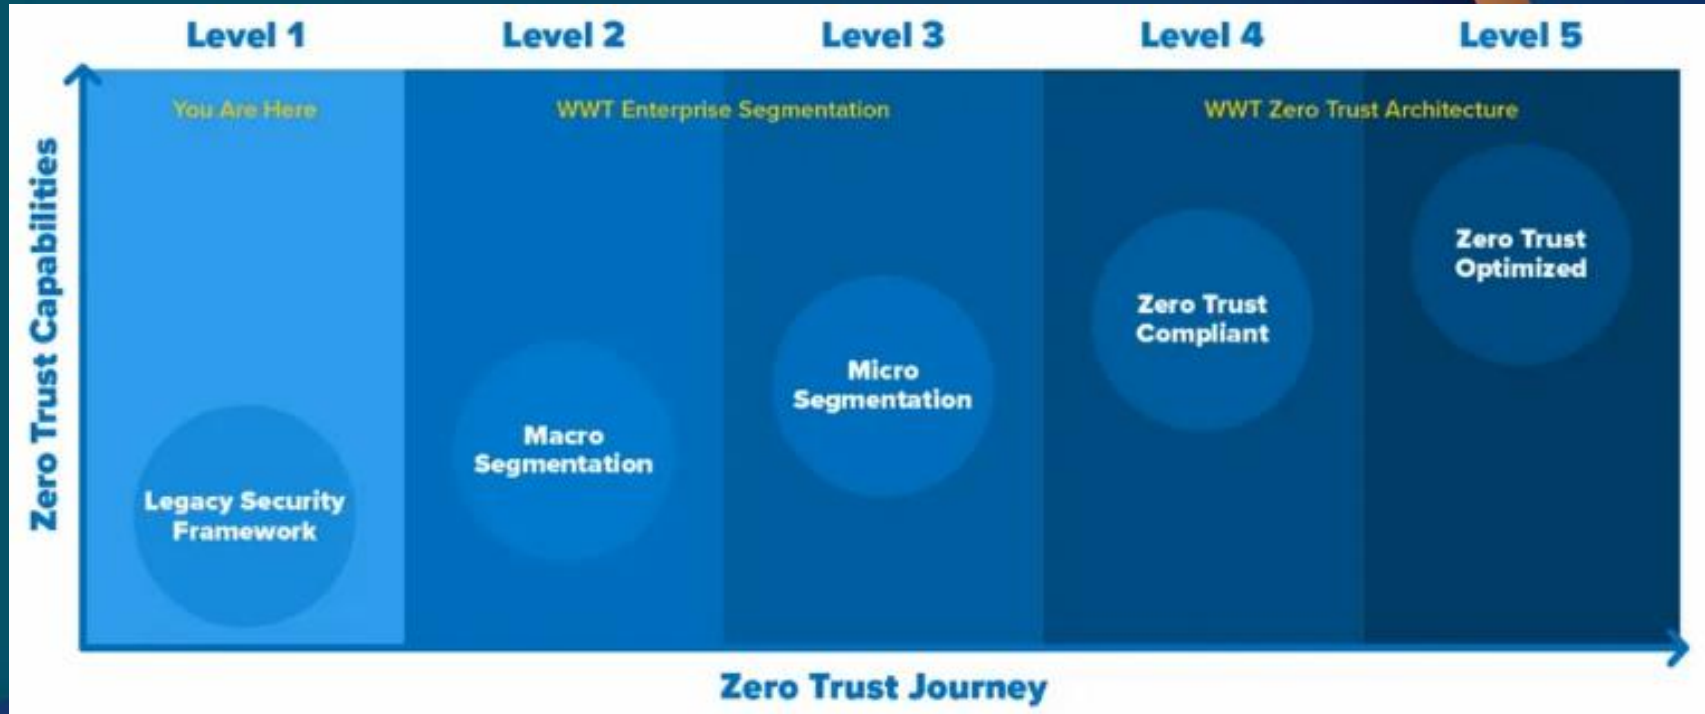 Level 1
Level 2
Level 3
Level 4
Level 5
You Are Here
WWT Enterprise Segmentation
WWT Zero Trust Architecture
Zero Trust Capabilities
Legacy Security
Framework
Macro
Segmentation
Micro
Segmentation
Zero Trust
Compliant
Zero Trust
Optimized
Zero Trust Journey